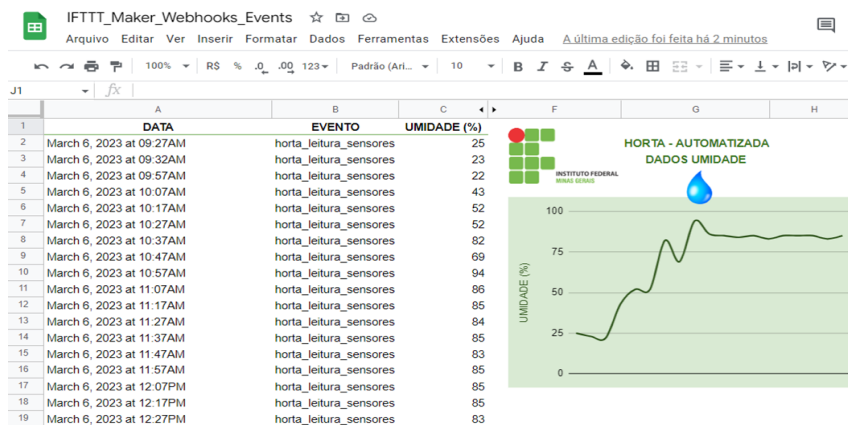 IFTTT_Maker_Webhooks_Events
Arquivo Editar Ver Inserir Formatar Dados Ferramentas Extensões Ajuda A última edição foi feita há 2 minutos
100% R$ % .0 .00 123 Padrão (Ari... 10 B I S A
J1 fx
A B C F G H
1 DATA EVENTO UMIDADE (%)
2 March 6, 2023 at 09:27AM horta_leitura_sensores 25
3 March 6, 2023 at 09:32AM horta_leitura_sensores 23
4 March 6, 2023 at 09:57AM horta_leitura_sensores 22
5 March 6, 2023 at 10:07AM horta_leitura_sensores 43
6 March 6, 2023 at 10:17AM horta_leitura_sensores 52
7 March 6, 2023 at 10:27AM horta_leitura_sensores 52
8 March 6, 2023 at 10:37AM horta_leitura_sensores 82
9 March 6, 2023 at 10:47AM horta_leitura_sensores 69
10 March 6, 2023 at 10:57AM horta_leitura_sensores 94
11 March 6, 2023 at 11:07AM horta_leitura_sensores 86
12 March 6, 2023 at 11:17AM horta_leitura_sensores 85
13 March 6, 2023 at 11:27AM horta_leitura_sensores 84
14 March 6, 2023 at 11:37AM horta_leitura_sensores 85
15 March 6, 2023 at 11:47AM horta_leitura_sensores 83
16 March 6, 2023 at 11:57AM horta_leitura_sensores 85
17 March 6, 2023 at 12:07PM horta_leitura_sensores 85
18 March 6, 2023 at 12:17PM horta_leitura_sensores 85
19 March 6, 2023 at 12:27PM horta_leitura_sensores 83
INSTITUTO FEDERAL
MINAS GERAIS
HORTA - AUTOMATIZADA
DADOS UMIDADE
UMIDADE (%)
100
75
50
25
0